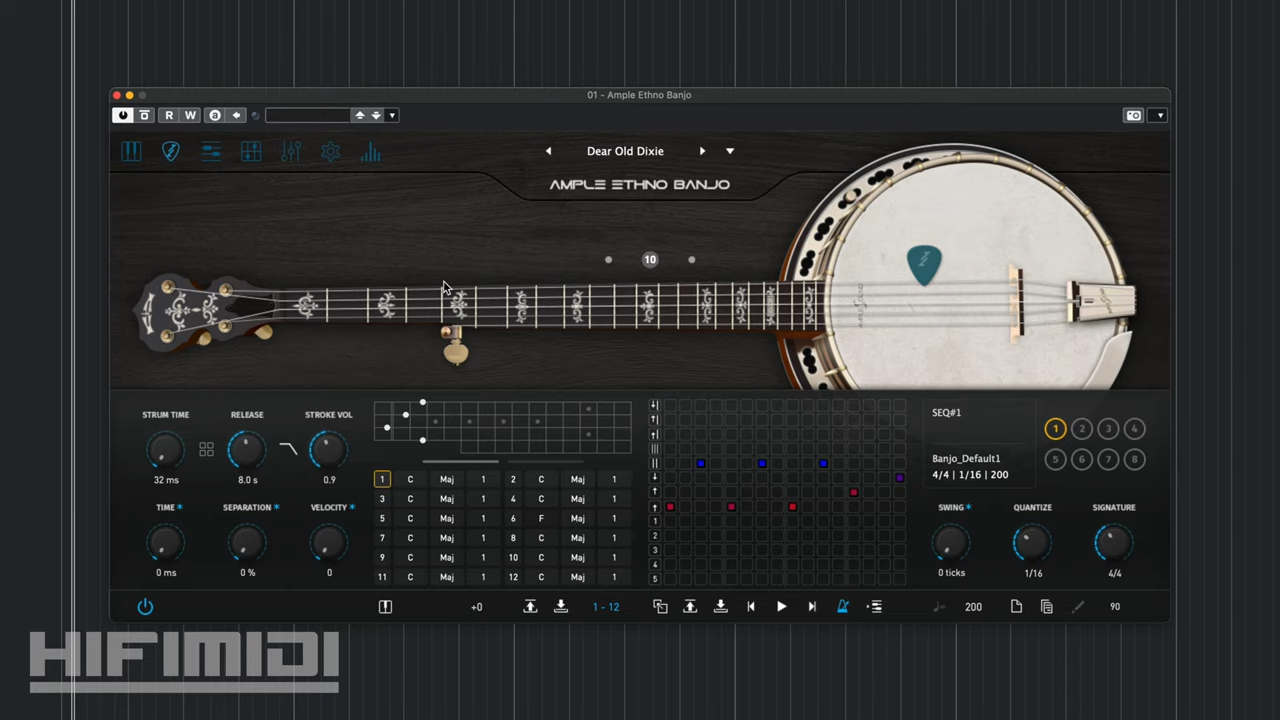 01 - Ample Ethno Banjo
R W a
Dear Old Dixie
AMPLE ETHNO BANJO
10
STRUM TIME RELEASE STROKE VOL
32 ms 8.0 s 0.9
TIME* SEPARATION* VELOCITY*
0 ms 0 % 0
1 C Maj 1 2 C Maj 1
3 C Maj 1 4 C Maj 1
5 C Maj 1 6 F Maj 1
7 C Maj 1 8 C Maj 1
9 C Maj 1 10 C Maj 1
11 C Maj 1 12 C Maj 1
1
2
3
4
5
SEQ#1
Banjo_Default1
4/4 | 1/16 | 200
1 2 3 4
5 6 7 8
SWING* QUANTIZE SIGNATURE
0 ticks 1/16 4/4
+0 1 - 12 200 90
HIFIMIDI